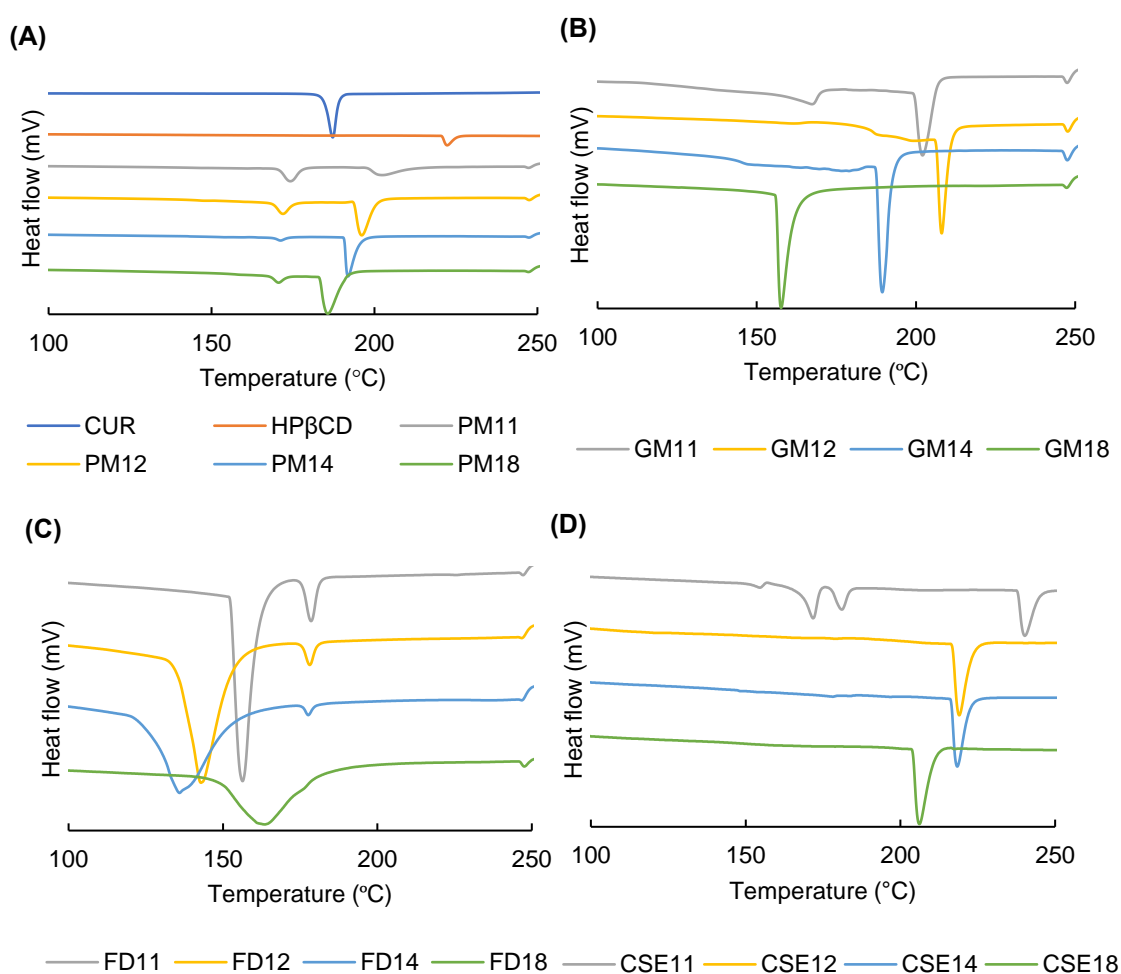 (A)
Heat flow (mV)
100 150 200 250
Temperature (°C)
CUR HPβCD PM11
PM12 PM14 PM18
(B)
Heat flow (mV)
100 150 200 250
Temperature (ºC)
GM11 GM12 GM14 GM18
(C)
Heat flow (mV)
100 150 200 250
Temperature (ºC)
FD11 FD12 FD14 FD18
(D)
Heat flow (mV)
100 150 200 250
Temperature (°C)
CSE11 CSE12 CSE14 CSE18